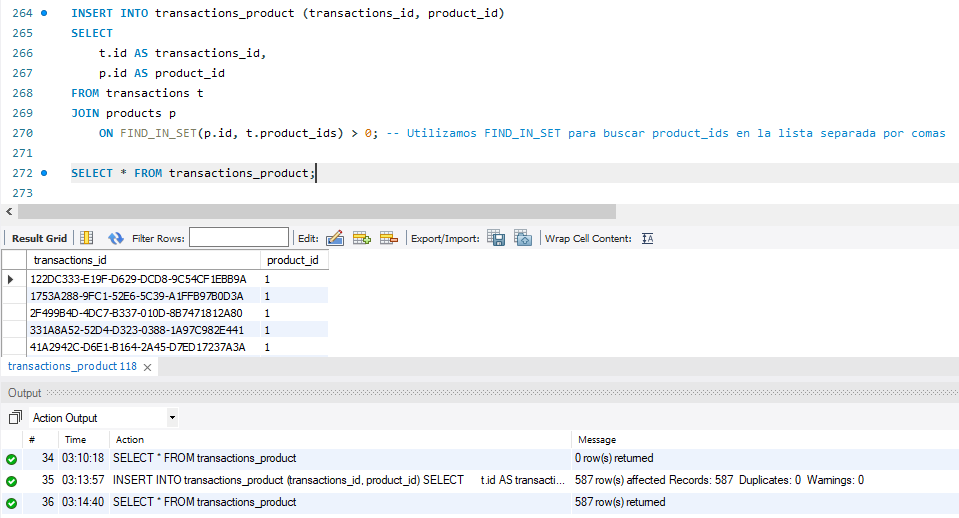 264 INSERT INTO transactions_product (transactions_id, product_id)
265 SELECT
266 t.id AS transactions_id,
267 p.id AS product_id
268 FROM transactions t
269 JOIN products p
270 ON FIND_IN_SET(p.id, t.product_ids) > 0; -- Utilizamos FIND_IN_SET para buscar product_ids en la lista separada por comas
271
272 SELECT * FROM transactions_product;
273
Result Grid Filter Rows: Edit: Export/Import: Wrap Cell Content: IA
transactions_id product_id
122DC333-E19F-D629-DCD8-9C54CF1EBB9A 1
1753A288-9FC1-52E6-5C39-A1FFB97B0D3A 1
2F499B4D-4DC7-B337-010D-8B7471812A80 1
331A8A52-52D4-D323-0388-1A97C982E441 1
41A2942C-D6E1-B164-2A45-D7ED17237A3A 1
transactions_product 118
Output
Action Output
# Time Action Message
34 03:10:18 SELECT * FROM transactions_product 0 row(s) returned
35 03:13:57 INSERT INTO transactions_product (transactions_id, product_id) SELECT t.id AS transacti... 587 row(s) affected Records: 587 Duplicates: 0 Warnings: 0
36 03:14:40 SELECT * FROM transactions_product 587 row(s) returned